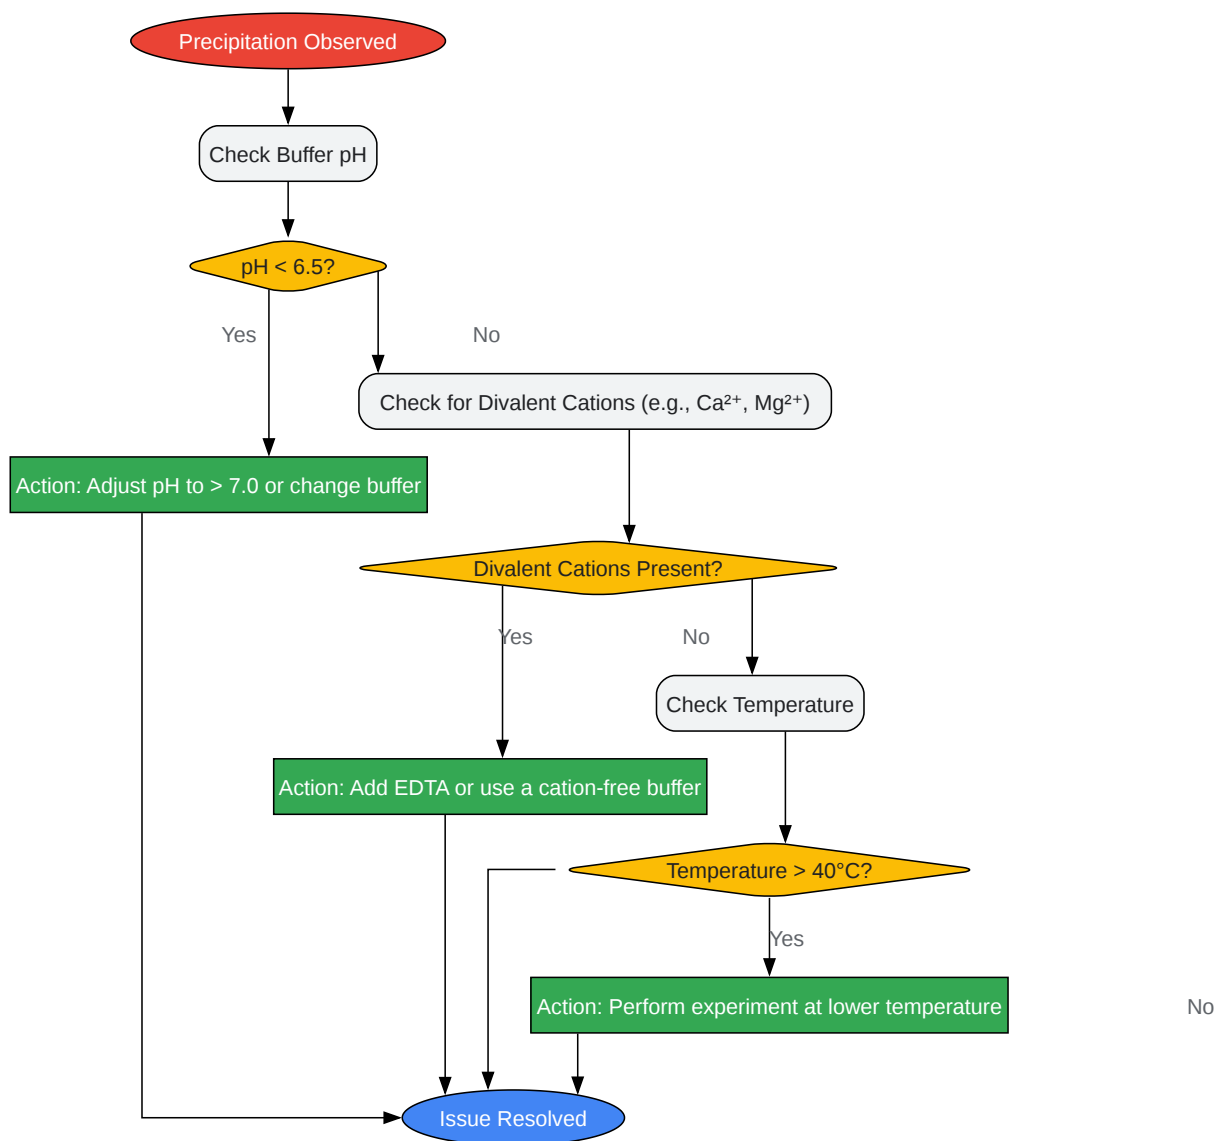 Precipitation Observed
Check Buffer pH
pH < 6.5?
Yes
No
Check for Divalent Cations (e.g., Ca²⁺, Mg²⁺)
Action: Adjust pH to > 7.0 or change buffer
Divalent Cations Present?
Yes
No
Check Temperature
Action: Add EDTA or use a cation-free buffer
Temperature > 40°C?
Yes
Action: Perform experiment at lower temperature
No
Issue Resolved